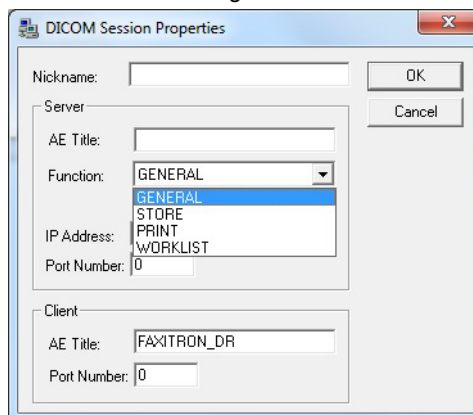 DICOM Session Properties
Nickname:
OK
Server
Cancel
AE Title:
Function: GENERAL
GENERAL
STORE
PRINT
IP Address:
WORKLIST
Port Number: 0
Client
AE Title: FAXITRON_DR
Port Number: 0